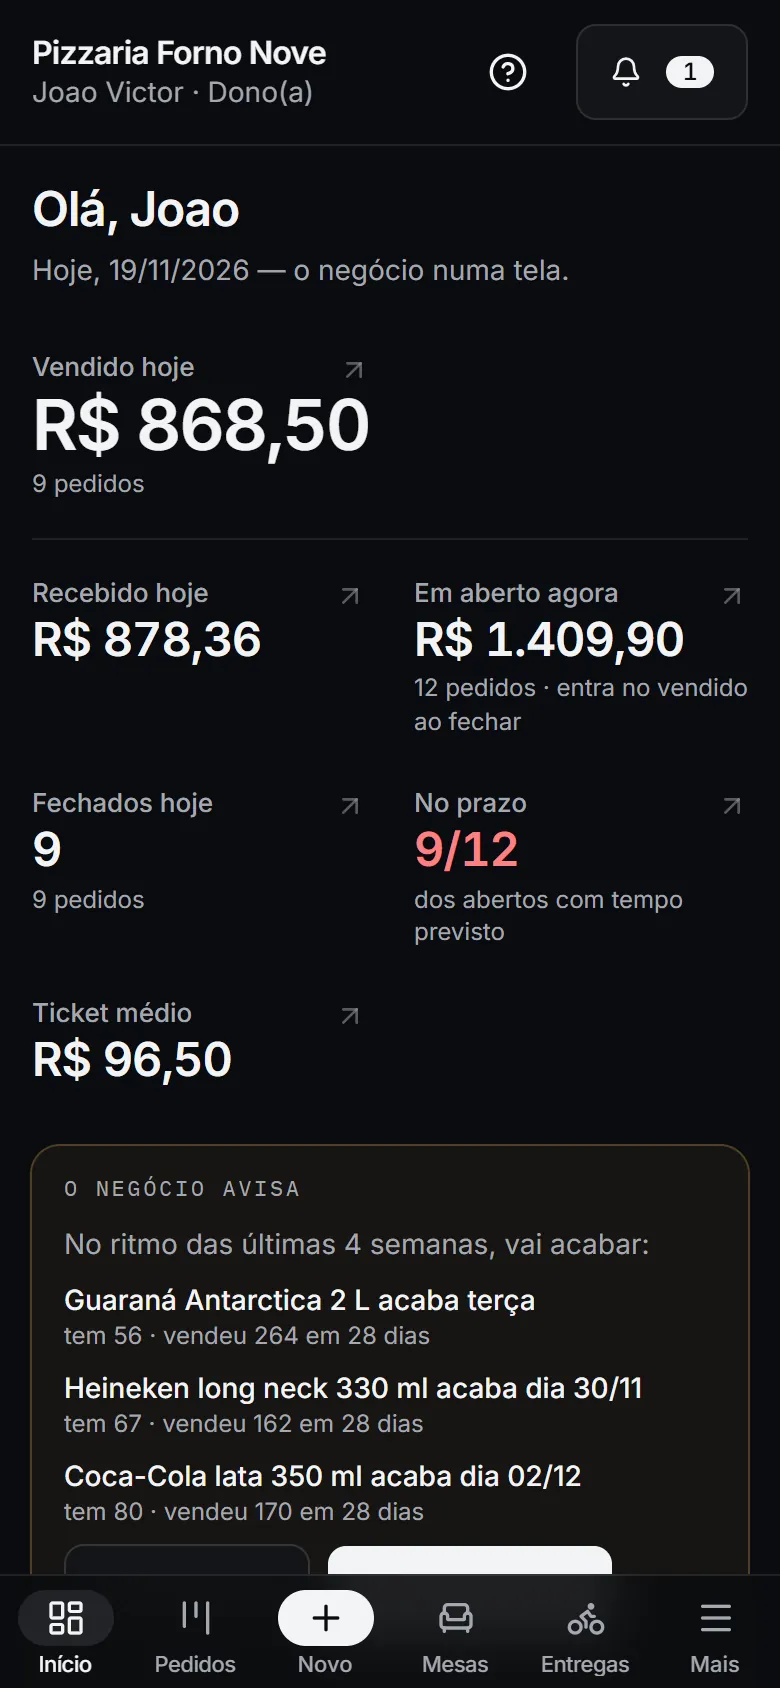 Pizzaria Forno Nove
Joao Victor · Dono(a)
1
Olá, Joao
Hoje, 19/11/2026 — o negócio numa tela.
Vendido hoje
R$ 868,50
9 pedidos
Recebido hoje
R$ 878,36
Em aberto agora
R$ 1.409,90
12 pedidos · entra no vendido
ao fechar
Fechados hoje
9
9 pedidos
No prazo
9/12
dos abertos com tempo
previsto
Ticket médio
R$ 96,50
O NEGÓCIO AVISA
No ritmo das últimas 4 semanas, vai acabar:
Guaraná Antarctica 2 L acaba terça
tem 56 · vendeu 264 em 28 dias
Heineken long neck 330 ml acaba dia 30/11
tem 67 · vendeu 162 em 28 dias
Coca-Cola lata 350 ml acaba dia 02/12
tem 80 · vendeu 170 em 28 dias
Início
Pedidos
Novo
Mesas
Entregas
Mais